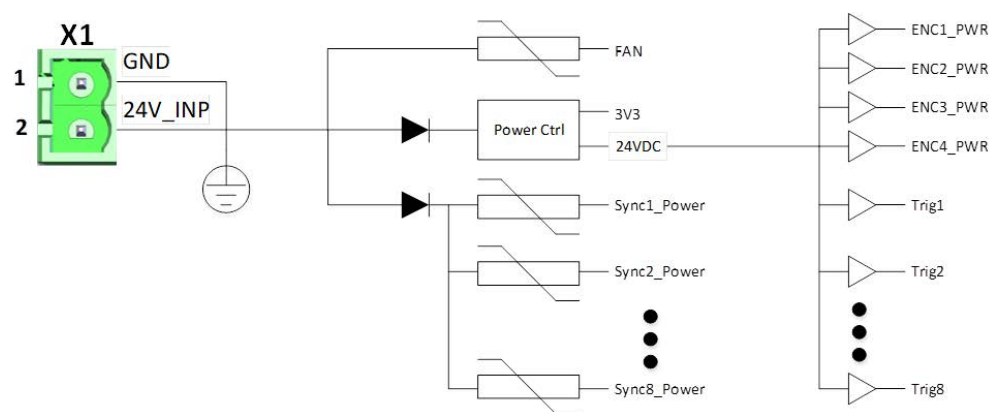 X1
1
GND
2
24V_INP
FAN
Power Ctrl
3V3
24VDC
Sync1_Power
Sync2_Power
Sync8_Power
ENC1_PWR
ENC2_PWR
ENC3_PWR
ENC4_PWR
Trig1
Trig2
Trig8